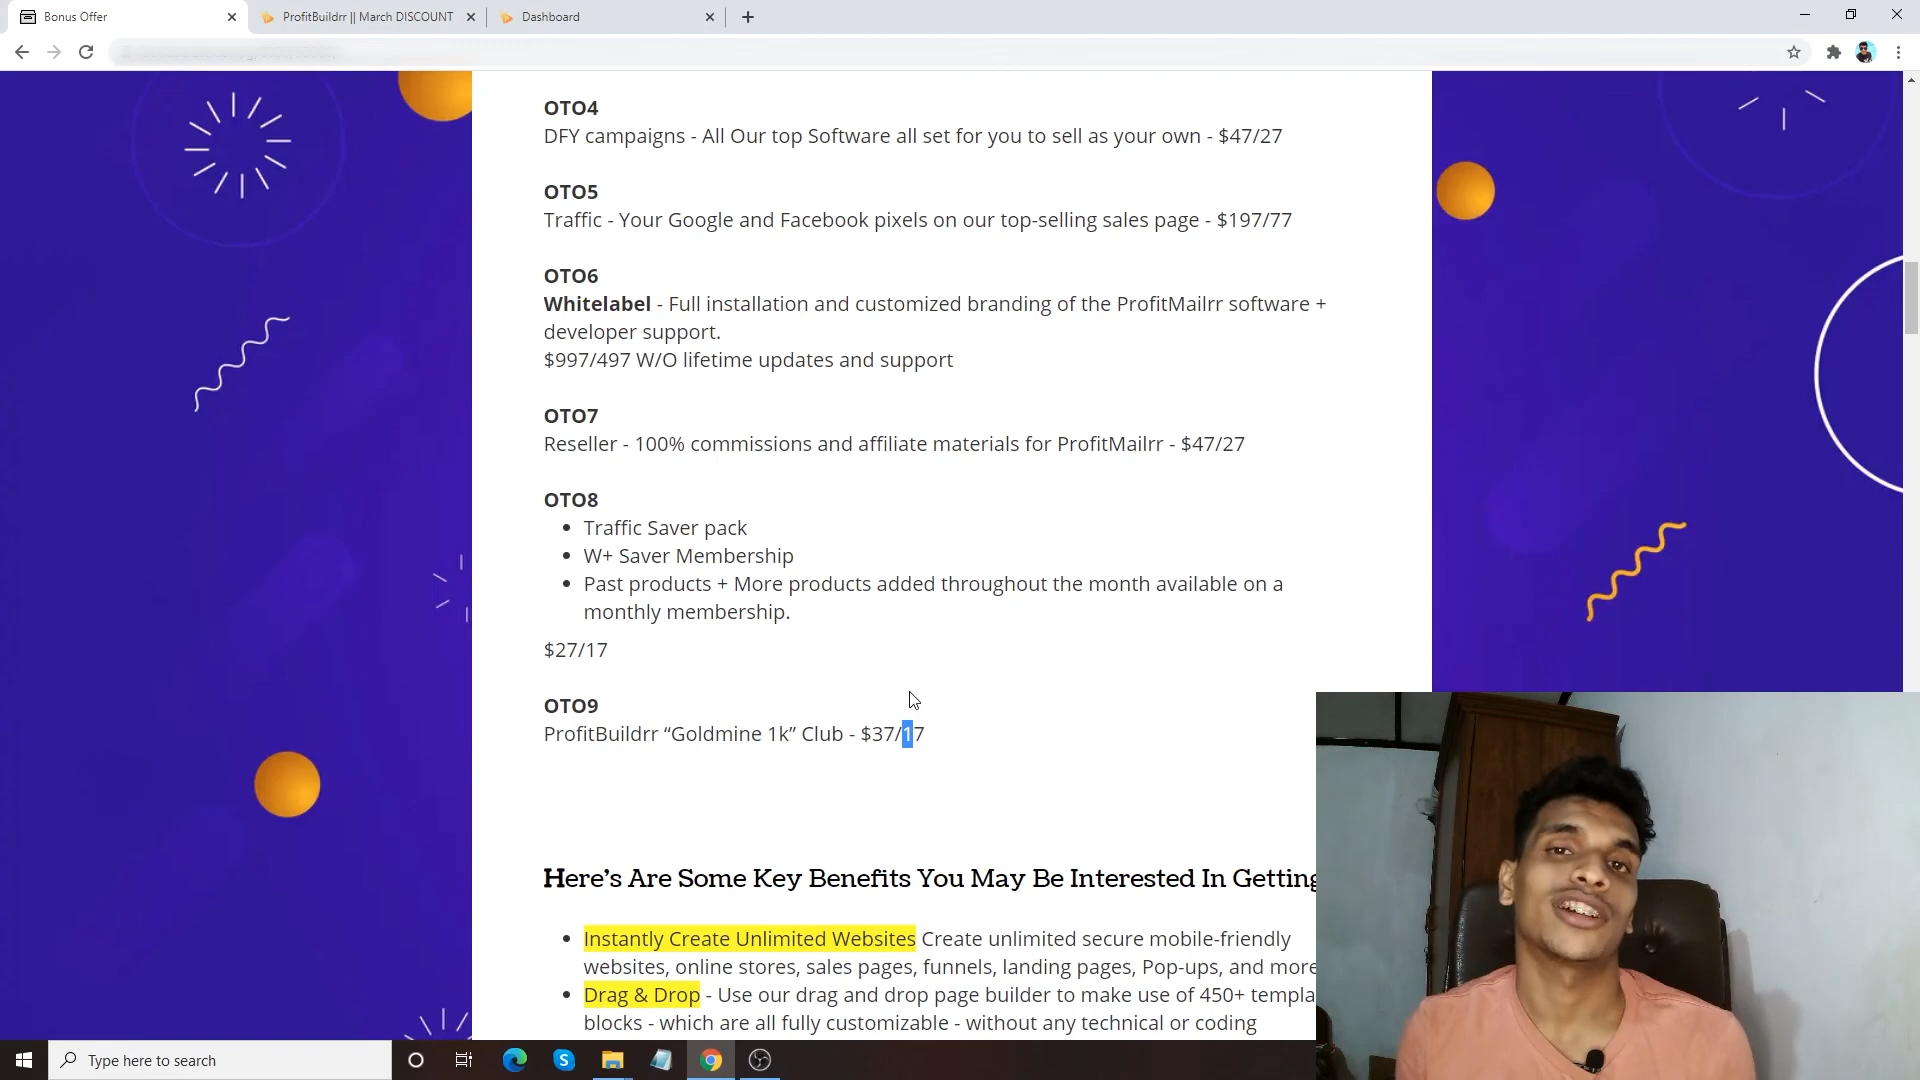 Bonus Offer
ProfitBuildrr || March DISCOUNT
Dashboard
OTO4
DFY campaigns - All Our top Software all set for you to sell as your own - $47/27
OTO5
Traffic - Your Google and Facebook pixels on our top-selling sales page - $197/77
OTO6
Whitelabel - Full installation and customized branding of the ProfitMailrr software +
developer support.
$997/497 W/O lifetime updates and support
OTO7
Reseller - 100% commissions and affiliate materials for ProfitMailrr - $47/27
OTO8
Traffic Saver pack
W+ Saver Membership
Past products + More products added throughout the month available on a
monthly membership.
$27/17
OTO9
ProfitBuildrr “Goldmine 1k” Club - $37/17
Here’s Are Some Key Benefits You May Be Interested In Getting
Instantly Create Unlimited Websites Create unlimited secure mobile-friendly
websites, online stores, sales pages, funnels, landing pages, Pop-ups, and more
Drag & Drop - Use our drag and drop page builder to make use of 450+ templa
blocks - which are all fully customizable - without any technical or coding
Type here to search